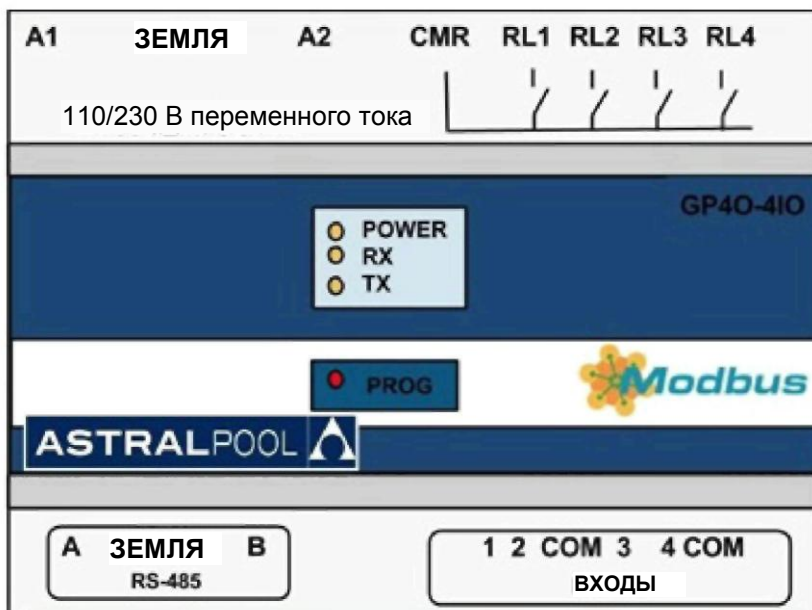 A1 ЗЕМЛЯ A2 CMR RL1 RL2 RL3 RL4
110/230 В переменного тока
GP4O-4IO
POWER
RX
TX
PROG
Modbus
ASTRALPOOL
A ЗЕМЛЯ B
RS-485
1 2 COM 3 4 COM
ВХОДЫ